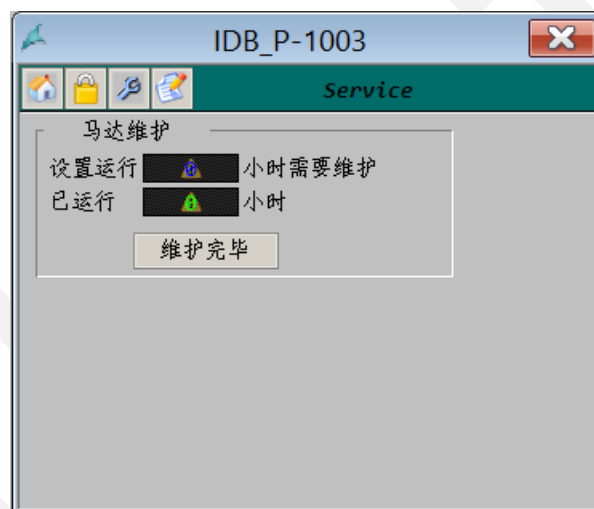 IDB_P-1003
Service
马达维护
设置运行 小时需要维护
已运行 小时
维护完毕